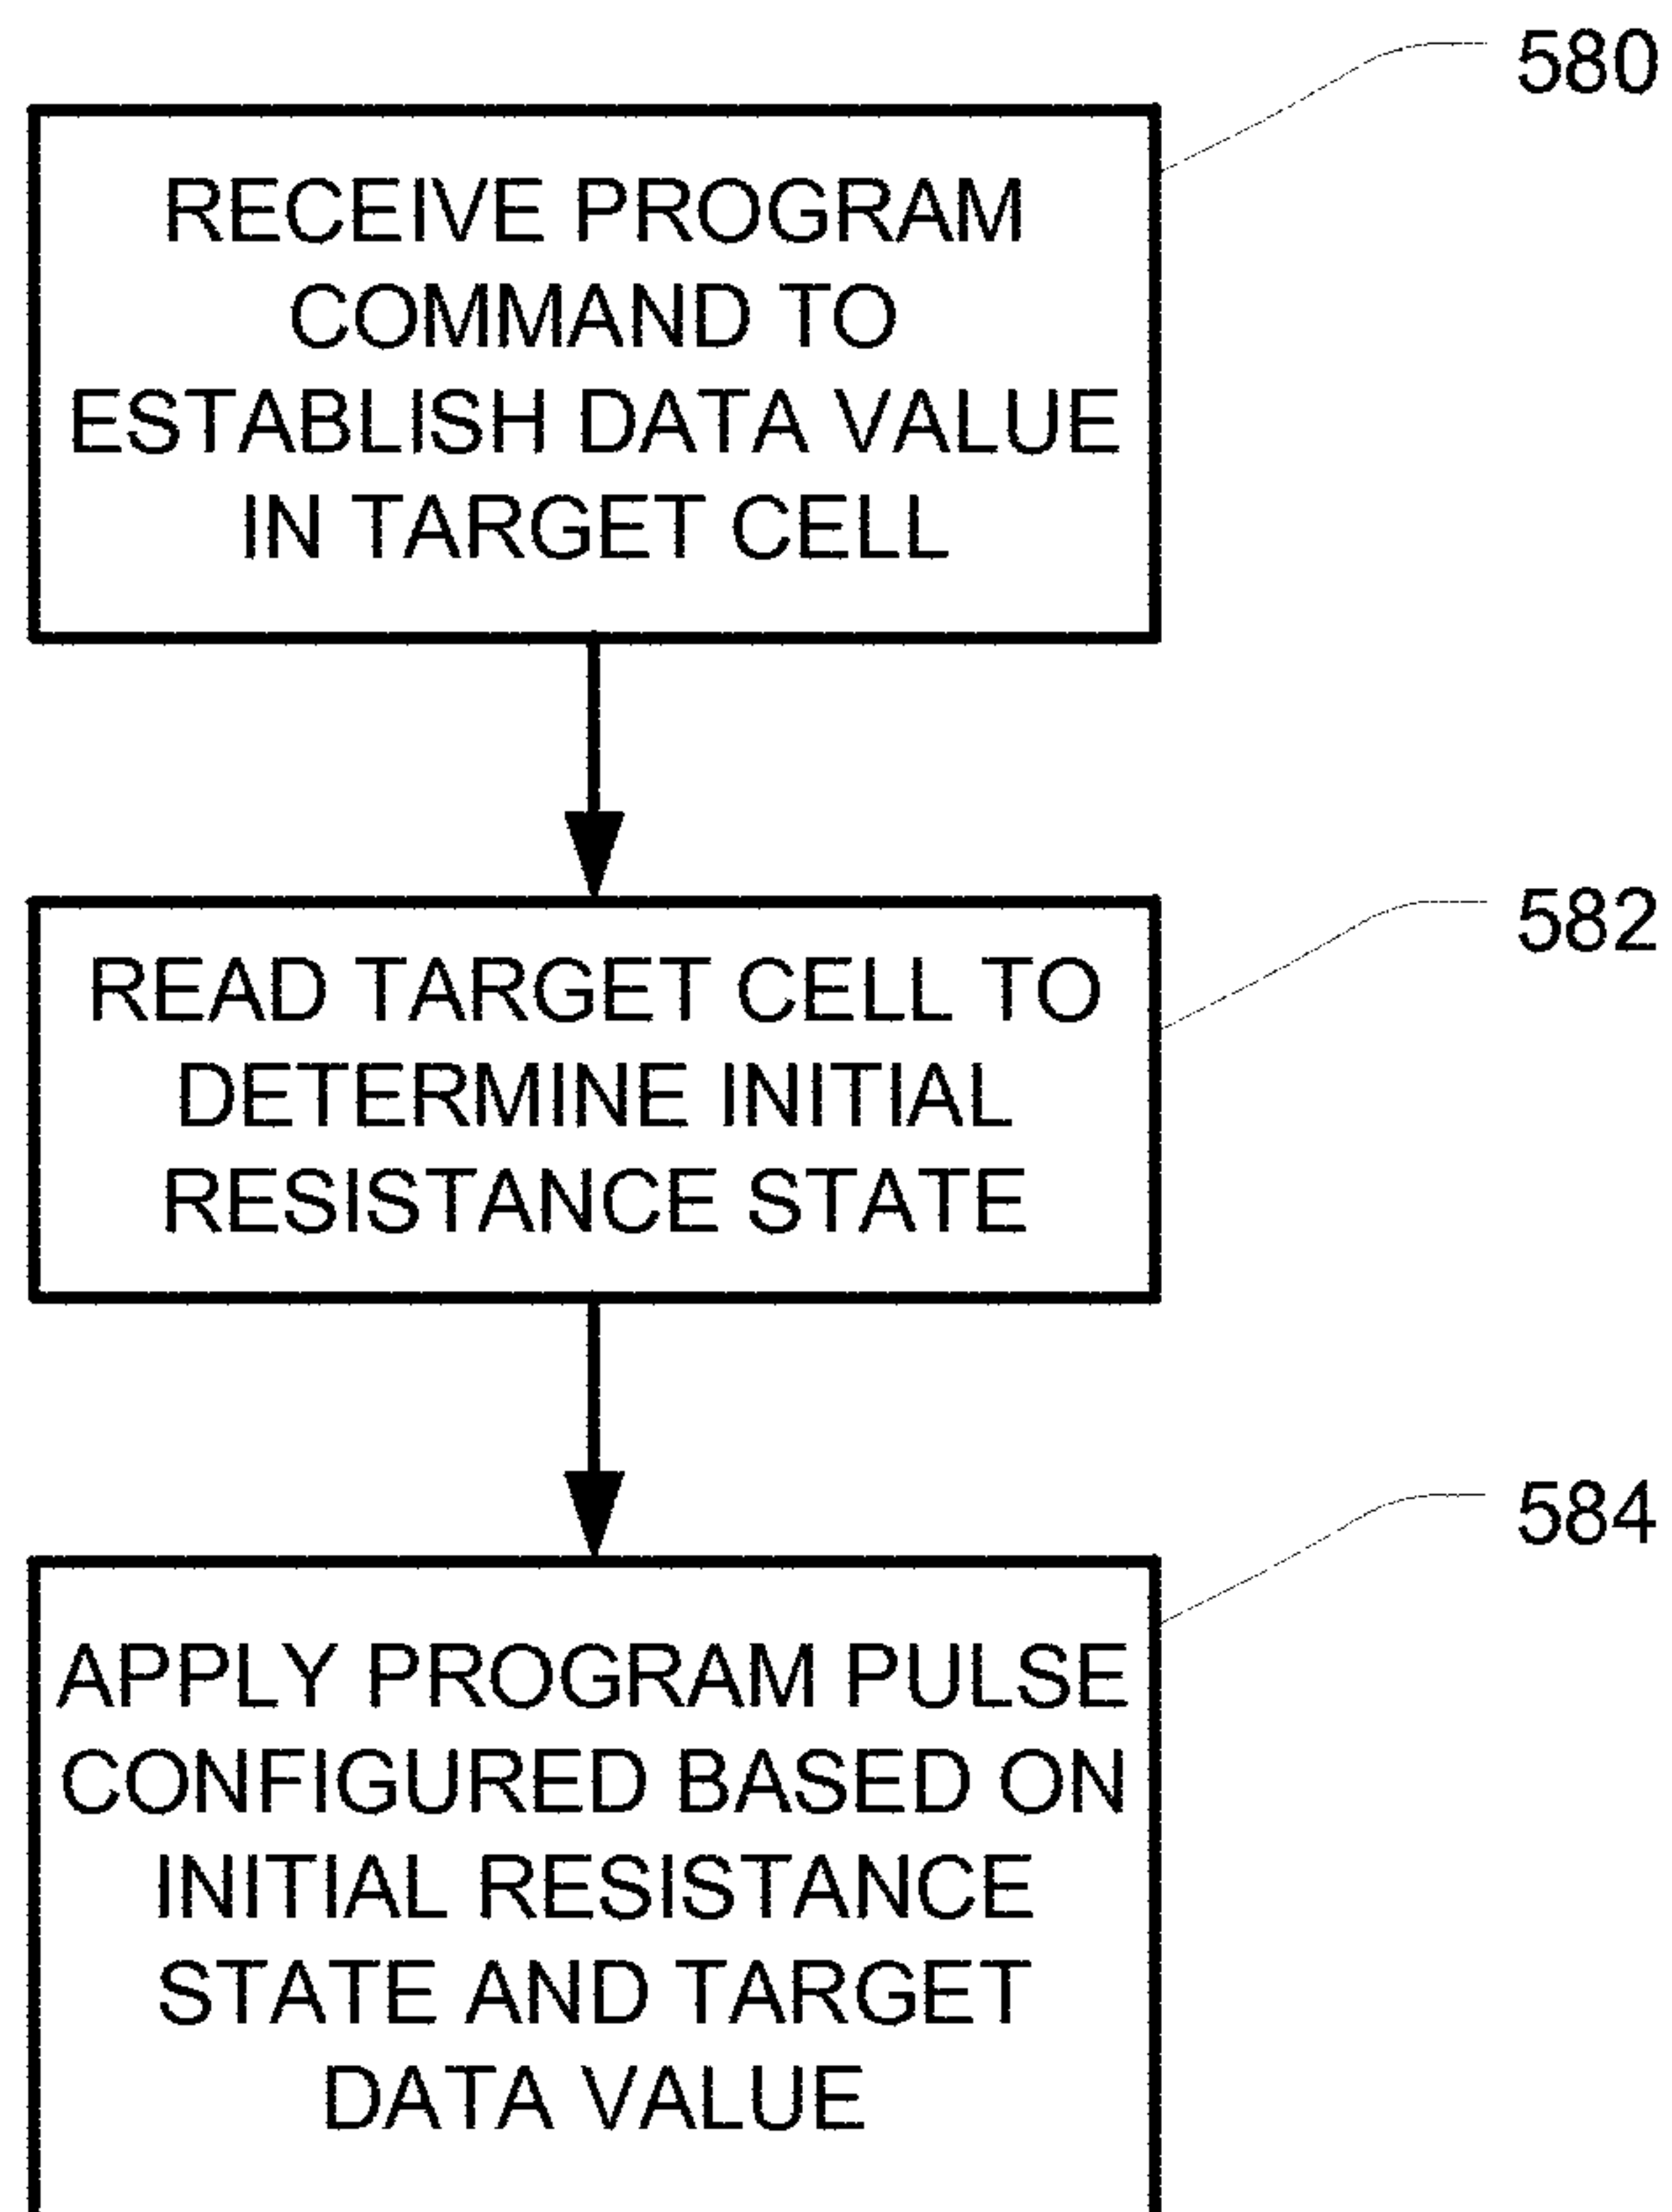 580
RECEIVE PROGRAM
COMMAND TO
ESTABLISH DATA VALUE
IN TARGET CELL
582
READ TARGET CELL TO
DETERMINE INITIAL
RESISTANCE STATE
584
APPLY PROGRAM PULSE
CONFIGURED BASED ON
INITIAL RESISTANCE
STATE AND TARGET
DATA VALUE